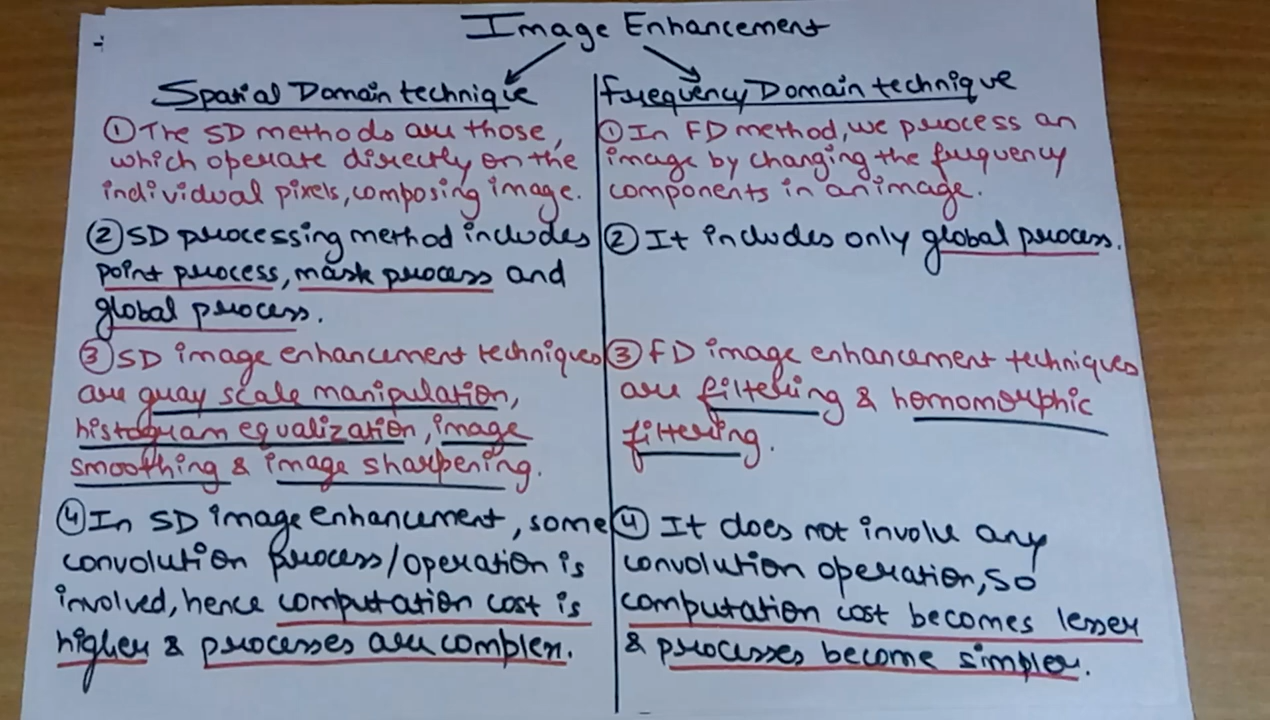 Image Enhancement
Spatial Domain technique
① The SD methods are those,
which operate directly on the
individual pixels, composing image.
② SD processing method includes
point process, mask process and
global process.
③ SD image enhancement techniques
are gray scale manipulation,
histogram equalization, image
smoothing & image sharpening.
④ In SD image enhancement, some
convolution process/operation is
involved, hence computation cost is
higher & processes are complex.
Frequency Domain technique
① In FD method, we process an
image by changing the frequency
components in an image.
② It includes only global process.
③ FD image enhancement techniques
are filtering & homomorphic
filtering.
④ It does not involve any
convolution operation, so
computation cost becomes lesser
& processes become simpler.